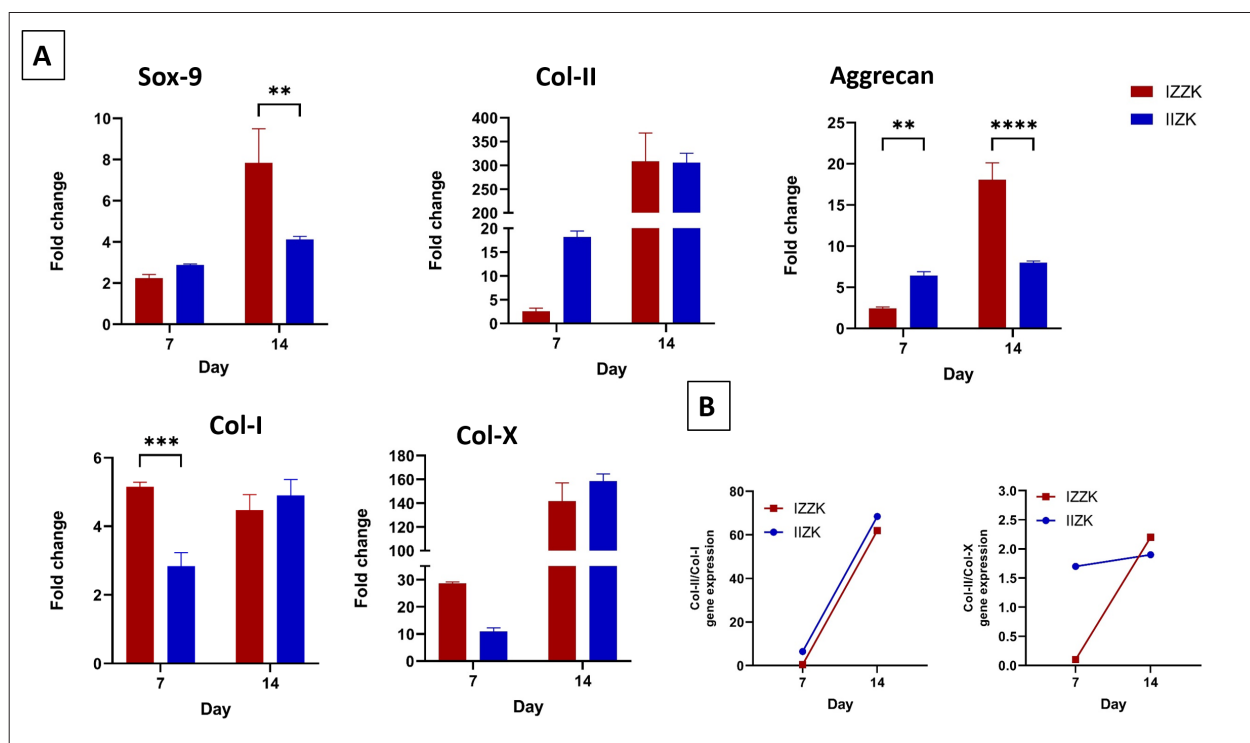 A
Sox-9
**
10
8
6
4
2
0
Fold change
7
14
Day
Col-II
400
350
300
250
200
20
15
10
5
0
Fold change
7
14
Day
Aggrecan
**
****
25
20
15
10
5
0
Fold change
7
14
Day
IZZK
IIZK
Col-I
***
6
4
2
0
Fold change
7
14
Day
Col-X
180
160
140
120
100
30
20
10
0
Fold change
7
14
Day
B
80
60
40
20
0
Col-II/Col-I
gene expression
IZZK
IIZK
7
14
Day
3.0
2.5
2.0
1.5
1.0
0.5
0.0
Col-II/Col-X
gene expression
IZZK
IIZK
7
14
Day